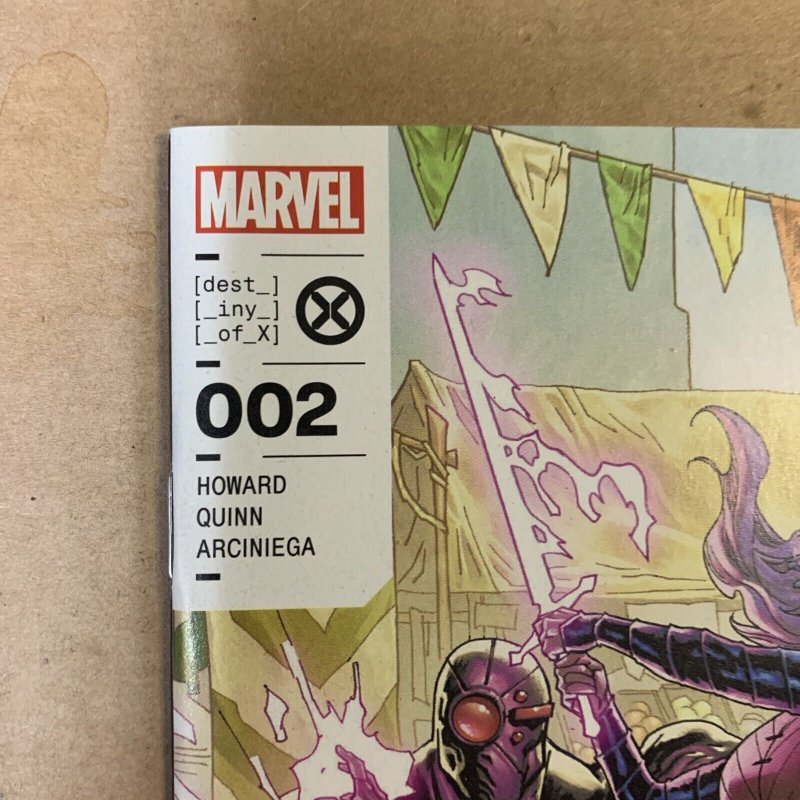 MARVEL
[dest_]
[_iny_]
[_of_X]
X
002
HOWARD
QUINN
ARCINIEGA